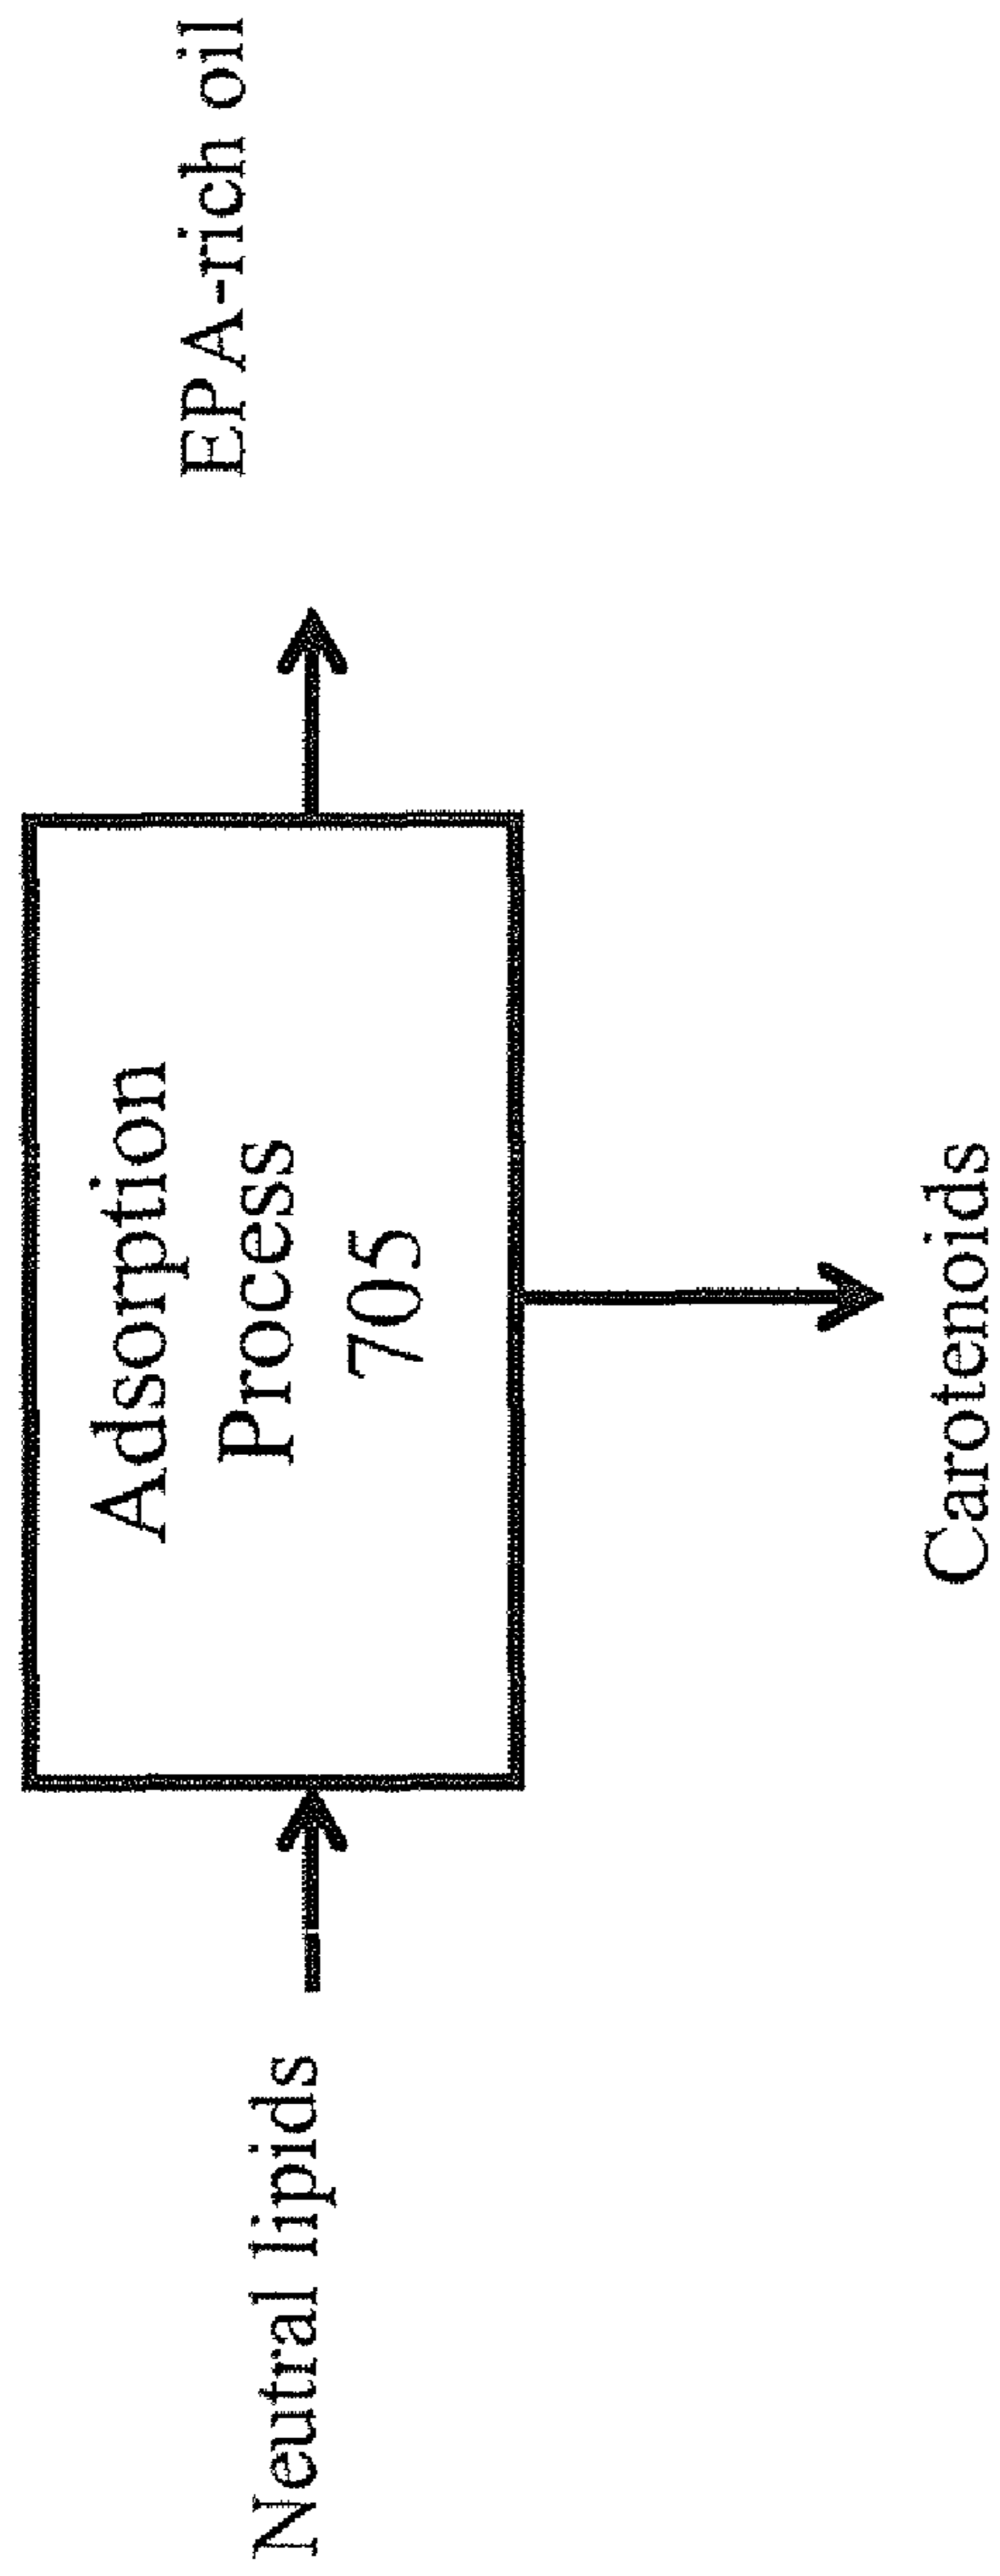 Neutral lipids
Adsorption
Process
705
EPA-rich oil
Carotenoids